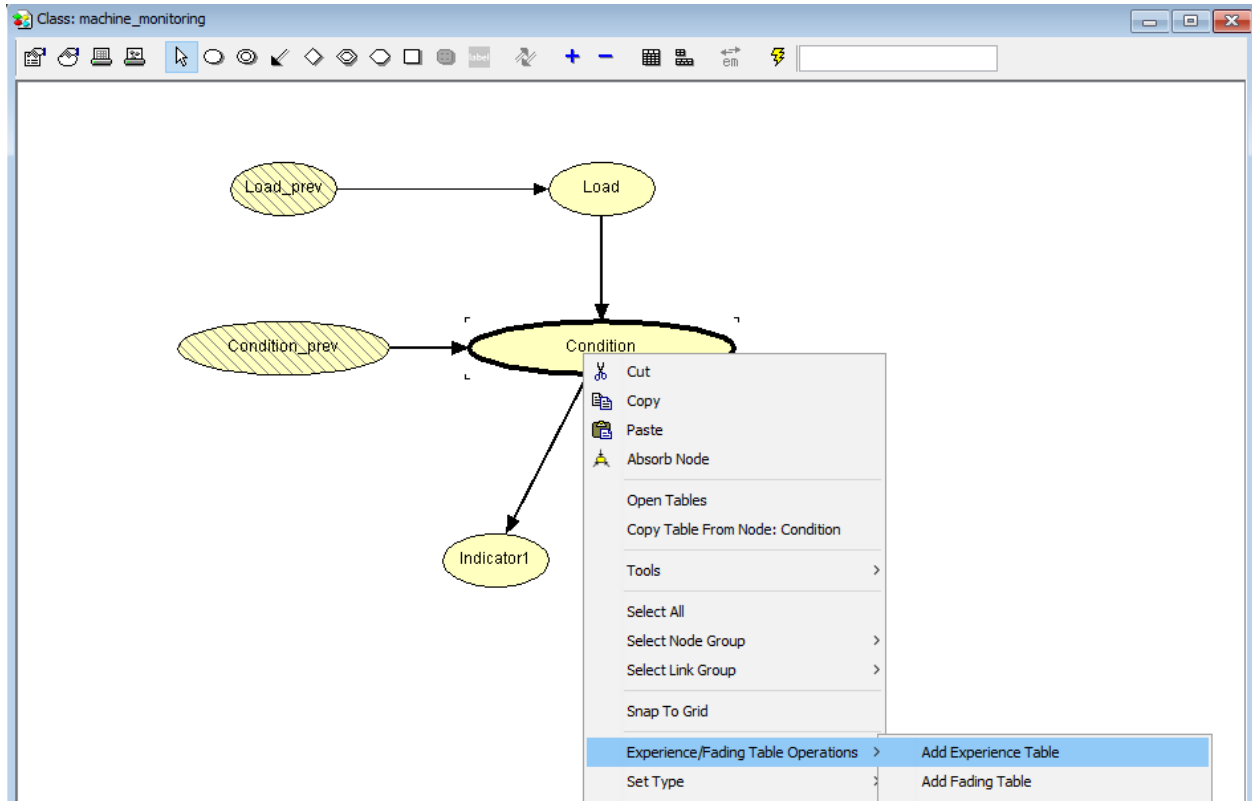 Class: machine_monitoring
label
em
Load_prev
Load
Condition_prev
Condition
Indicator1
Cut
Copy
Paste
Absorb Node
Open Tables
Copy Table From Node: Condition
Tools
Select All
Select Node Group
Select Link Group
Snap To Grid
Experience/Fading Table Operations
Add Experience Table
Set Type
Add Fading Table